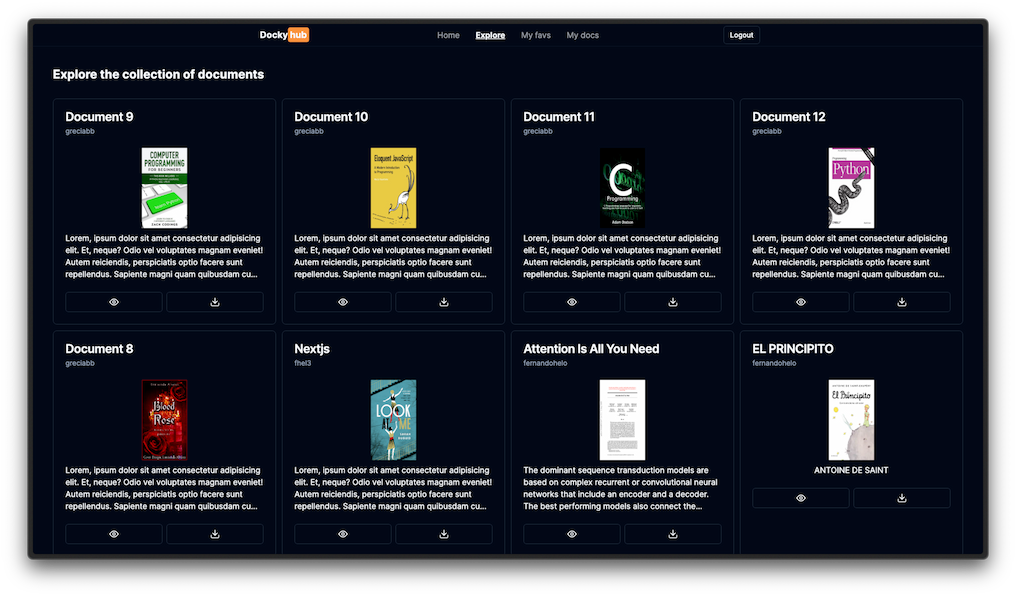 Dockyhub
Home Explore My favs My docs
Logout
Explore the collection of documents
Document 9
greciabb
COMPUTER
PROGRAMMING
FOR BEGINNERS
Lorem, ipsum dolor sit amet consectetur adipisicing
elit. Et, neque? Odio vel voluptates magnam eveniet!
Autem reiciendis, perspiciatis optio facere sunt
repellendus. Sapiente magni quam quibusdam cu...
Document 10
greciabb
Eloquent JavaScript
Lorem, ipsum dolor sit amet consectetur adipisicing
elit. Et, neque? Odio vel voluptates magnam eveniet!
Autem reiciendis, perspiciatis optio facere sunt
repellendus. Sapiente magni quam quibusdam cu...
Document 11
greciabb
C
Programming
Lorem, ipsum dolor sit amet consectetur adipisicing
elit. Et, neque? Odio vel voluptates magnam eveniet!
Autem reiciendis, perspiciatis optio facere sunt
repellendus. Sapiente magni quam quibusdam cu...
Document 12
greciabb
Programming
Python
Lorem, ipsum dolor sit amet consectetur adipisicing
elit. Et, neque? Odio vel voluptates magnam eveniet!
Autem reiciendis, perspiciatis optio facere sunt
repellendus. Sapiente magni quam quibusdam cu...
Document 8
greciabb
Blood
Rose
Lorem, ipsum dolor sit amet consectetur adipisicing
elit. Et, neque? Odio vel voluptates magnam eveniet!
Autem reiciendis, perspiciatis optio facere sunt
repellendus. Sapiente magni quam quibusdam cu...
Nextjs
fhel3
LOOK
AT ME
Lorem, ipsum dolor sit amet consectetur adipisicing
elit. Et, neque? Odio vel voluptates magnam eveniet!
Autem reiciendis, perspiciatis optio facere sunt
repellendus. Sapiente magni quam quibusdam cu...
Attention Is All You Need
fernandohelo
The dominant sequence transduction models are
based on complex recurrent or convolutional neural
networks that include an encoder and a decoder.
The best performing models also connect the...
EL PRINCIPITO
fernandohelo
El Principito
ANTOINE DE SAINT